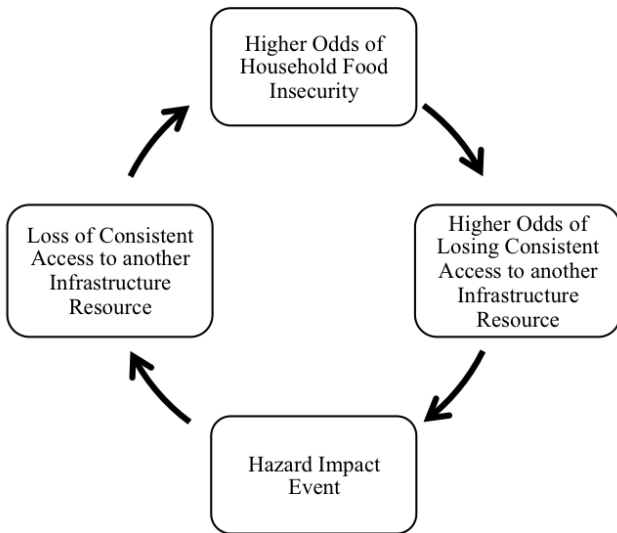 Higher Odds of
Household Food
Insecurity
Loss of Consistent
Access to another
Infrastructure
Resource
Higher Odds of
Losing Consistent
Access to another
Infrastructure
Resource
Hazard Impact
Event